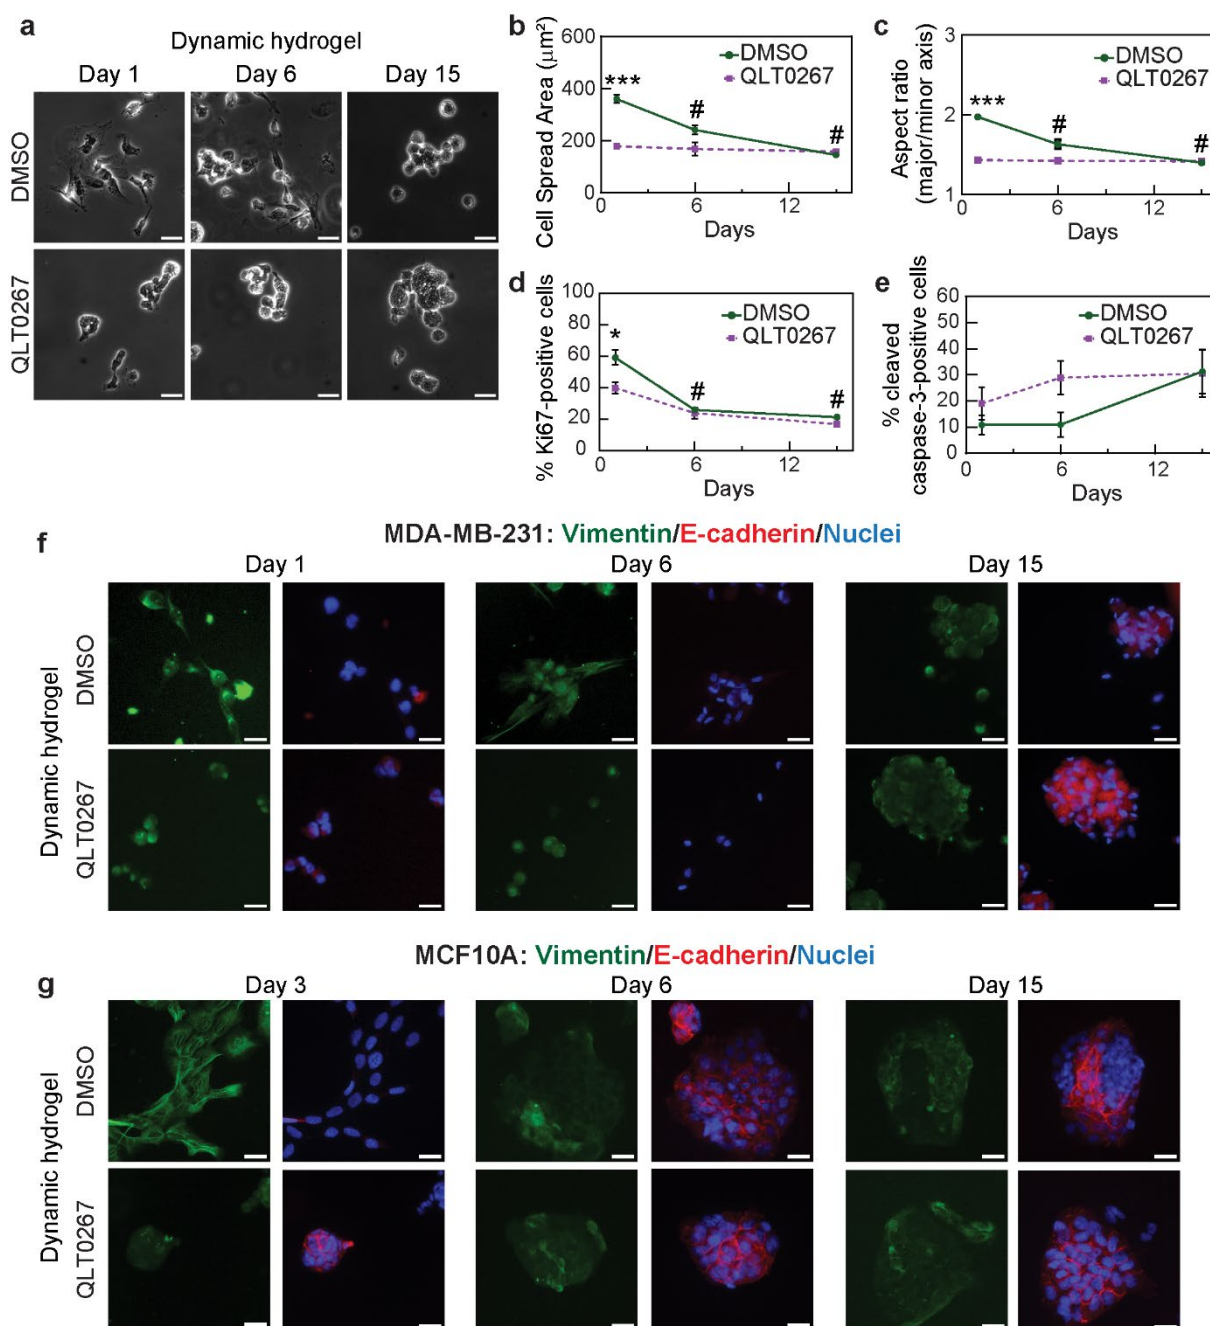 a
Dynamic hydrogel
Day 1 Day 6 Day 15
DMSO
QLT0267
b
Cell Spread Area (μm²)
600
400
200
0
***
#
#
DMSO
QLT0267
0 6 12
Days
c
Aspect ratio
(major/minor axis)
3
2
1
***
#
#
DMSO
QLT0267
0 6 12
Days
d
% Ki67-positive cells
100
80
60
40
20
0
*
#
#
DMSO
QLT0267
0 6 12
Days
e
% cleaved
caspase-3-positive cells
60
50
40
30
20
10
0
DMSO
QLT0267
0 6 12
Days
f
MDA-MB-231: Vimentin/E-cadherin/Nuclei
Day 1 Day 6 Day 15
Dynamic hydrogel
DMSO
QLT0267
g
MCF10A: Vimentin/E-cadherin/Nuclei
Day 3 Day 6 Day 15
Dynamic hydrogel
DMSO
QLT0267